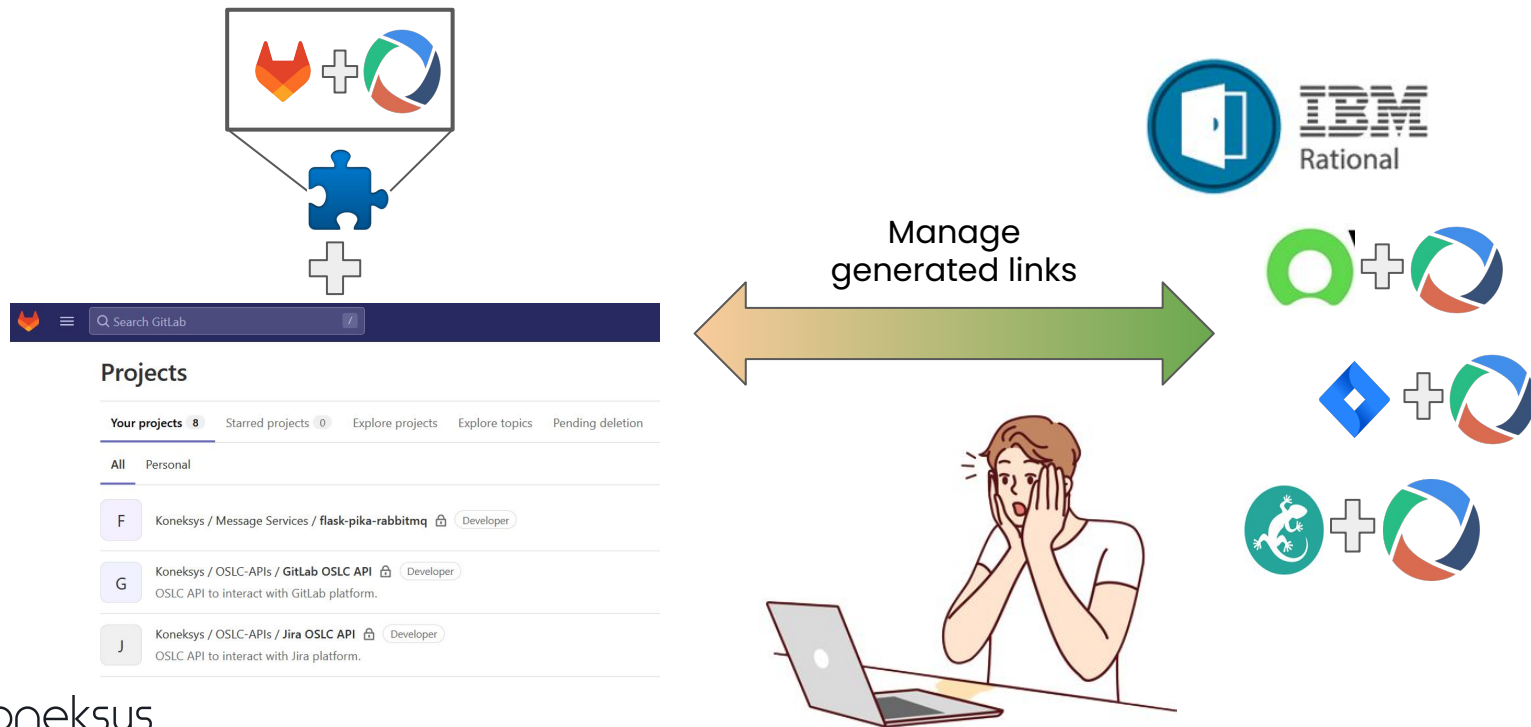 IBM
Rational
Manage
generated links
Search GitLab /
Projects
Your projects 8 Starred projects 0 Explore projects Explore topics Pending deletion
All Personal
F Koneksys / Message Services / flask-pika-rabbitmq Developer
G Koneksys / OSLC-APIs / GitLab OSLC API Developer
OSLC API to interact with GitLab platform.
J Koneksys / OSLC-APIs / Jira OSLC API Developer
OSLC API to interact with Jira platform.
oneksys